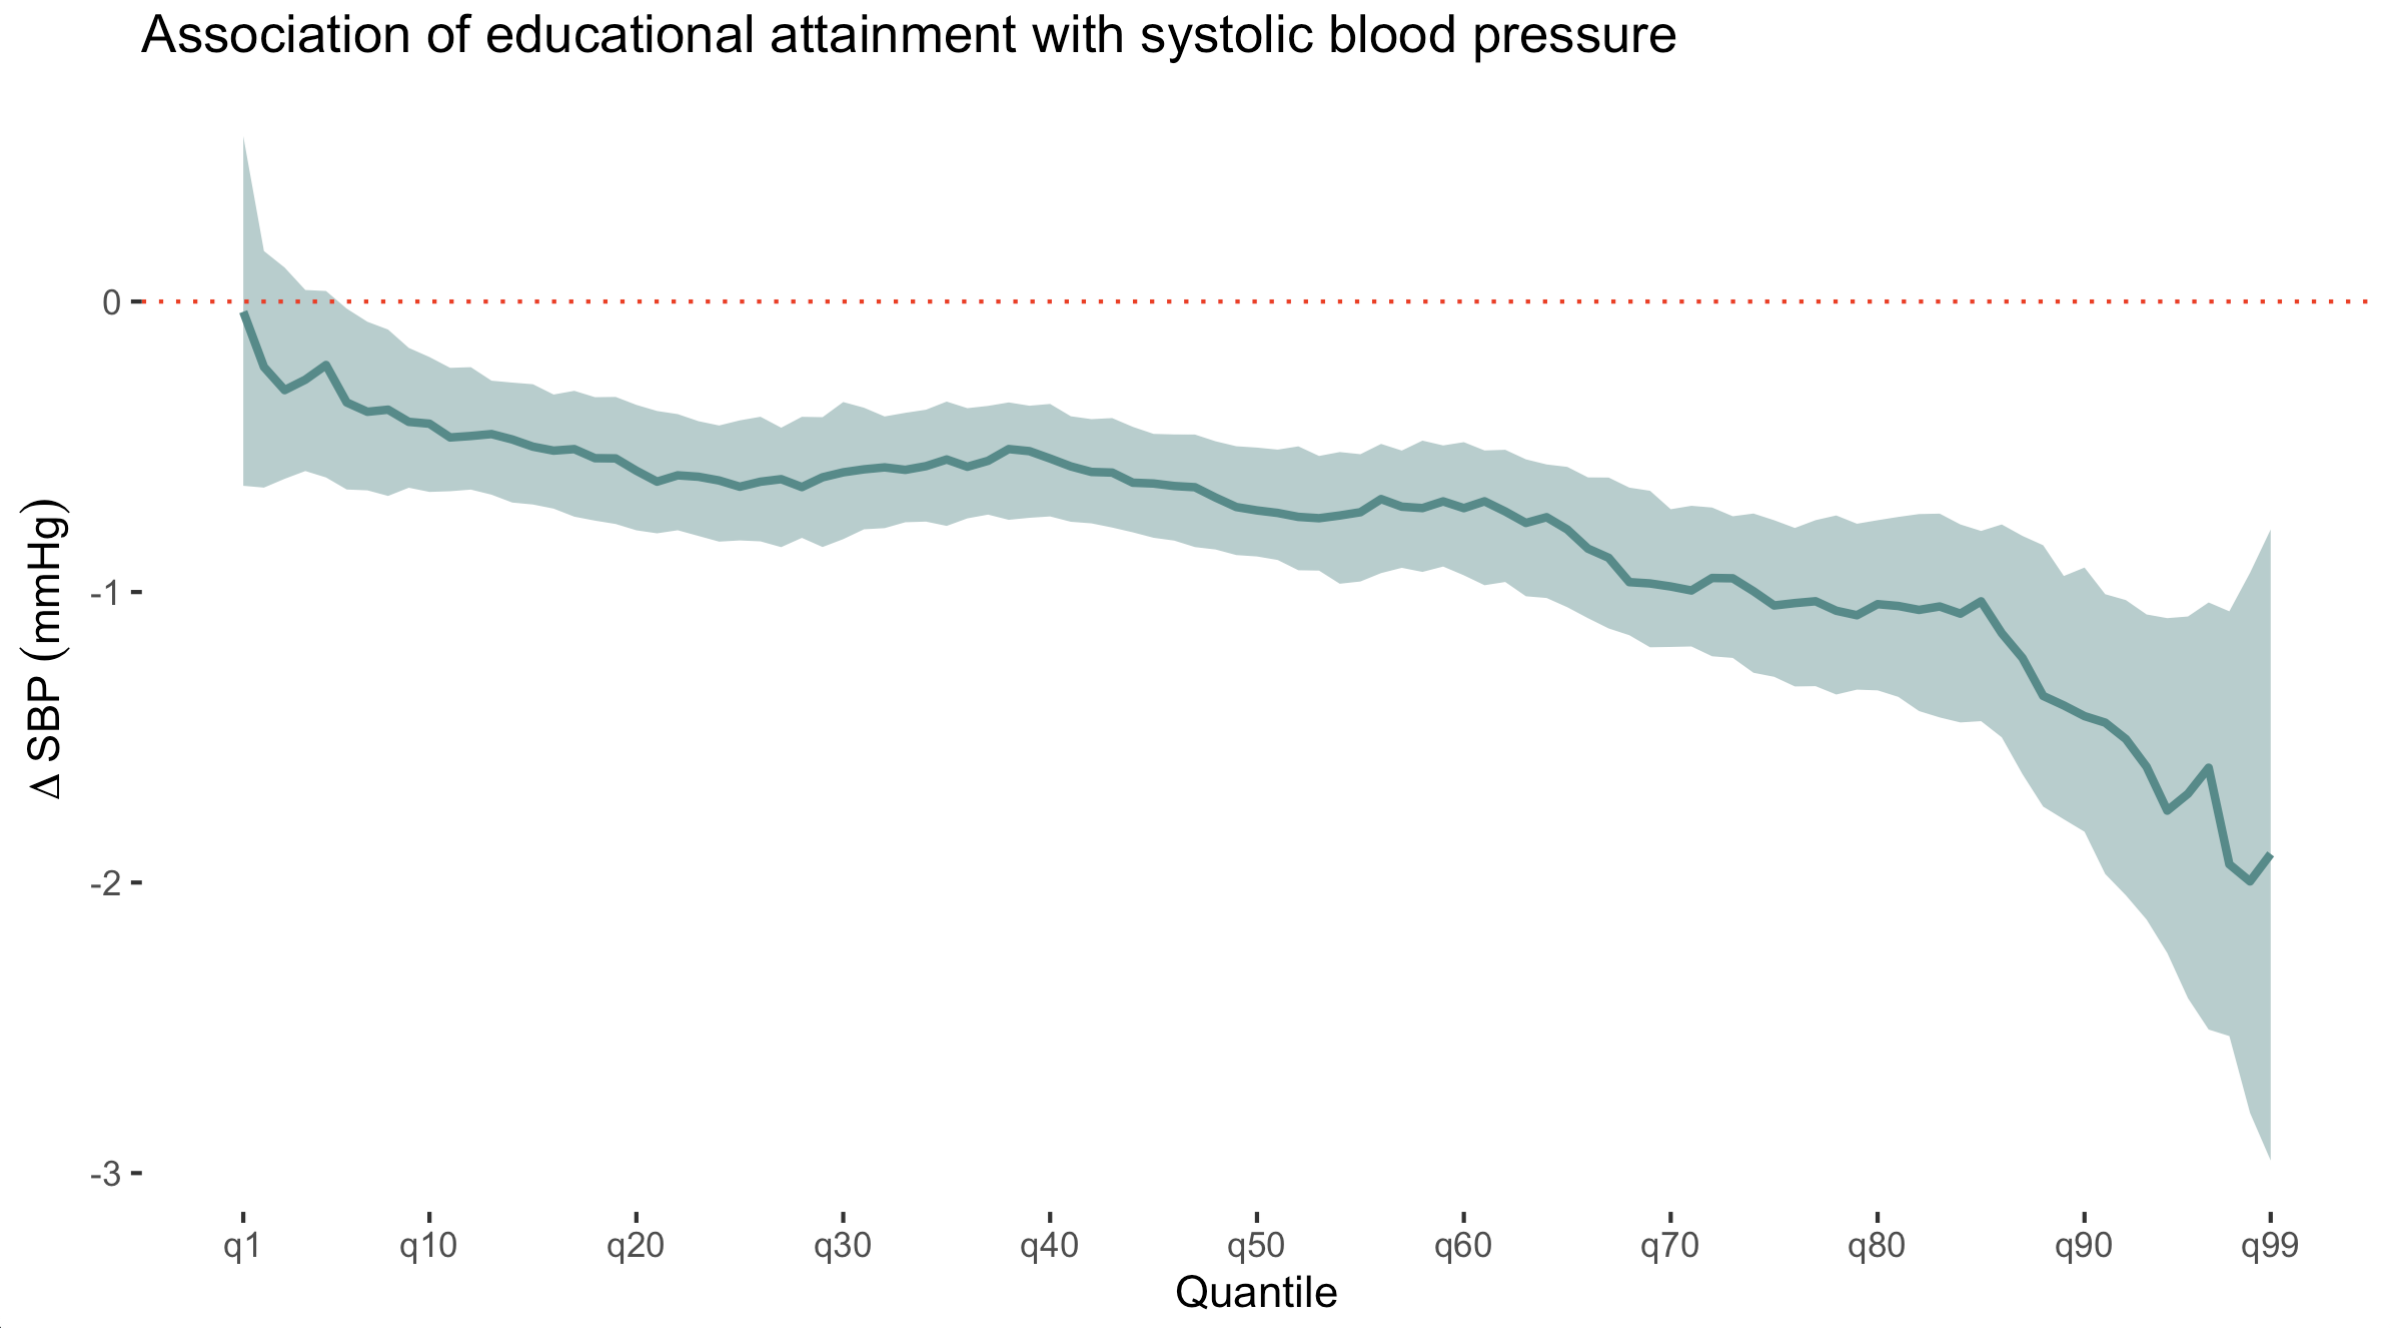 Association of educational attainment with systolic blood pressure
Δ SBP (mmHg)
0
-1
-2
-3
q1 q10 q20 q30 q40 q50 q60 q70 q80 q90 q99
Quantile